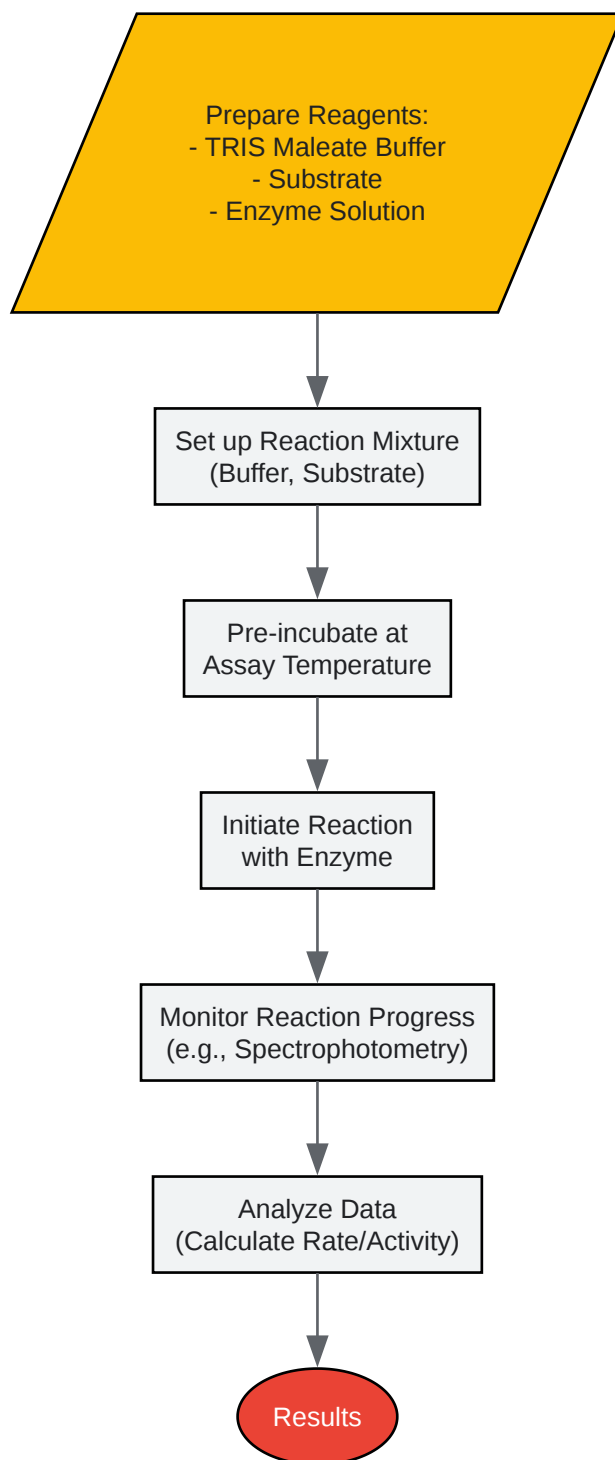 Prepare Reagents:
- TRIS Maleate Buffer
- Substrate
- Enzyme Solution
Set up Reaction Mixture
(Buffer, Substrate)
Pre-incubate at
Assay Temperature
Initiate Reaction
with Enzyme
Monitor Reaction Progress
(e.g., Spectrophotometry)
Analyze Data
(Calculate Rate/Activity)
Results